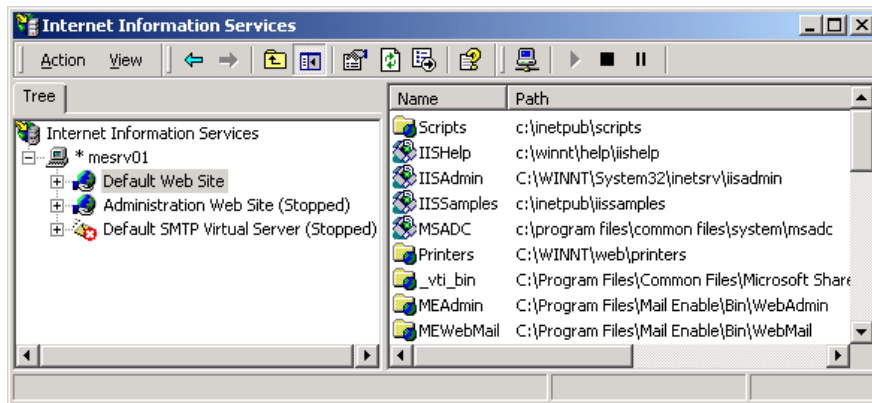 Internet Information Services
Action View
Tree
Name Path
Internet Information Services
* mesrv01
Default Web Site
Administration Web Site (Stopped)
Default SMTP Virtual Server (Stopped)
Scripts c:\inetpub\scripts
IISHelp c:\winnt\help\iishelp
IISAdmin C:\WINNT\System32\inetsrv\iisadmin
IISSamples c:\inetpub\iissamples
MSADC c:\program files\common files\system\msadc
Printers C:\WINNT\web\printers
_vti_bin C:\Program Files\Common Files\Microsoft Share
MEAdmin C:\Program Files\Mail Enable\Bin\WebAdmin
MEWebMail C:\Program Files\Mail Enable\Bin\WebMail